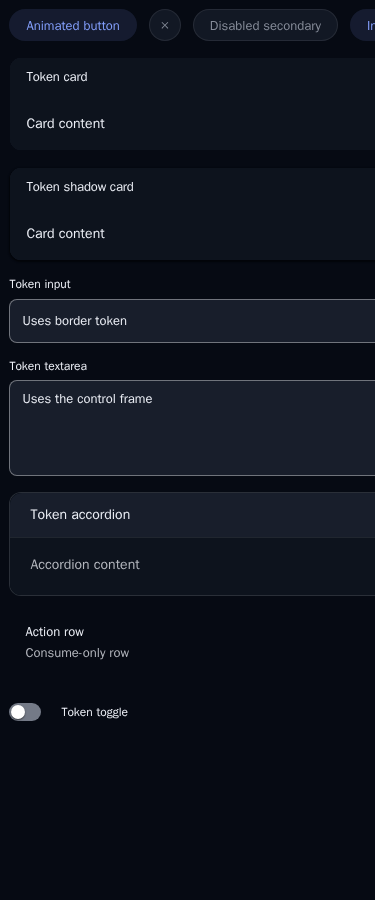 Animated button
×
Disabled secondary
Token card
Card content
Token shadow card
Card content
Token input
Uses border token
Token textarea
Uses the control frame
Token accordion
Accordion content
Action row
Consume-only row
Token toggle